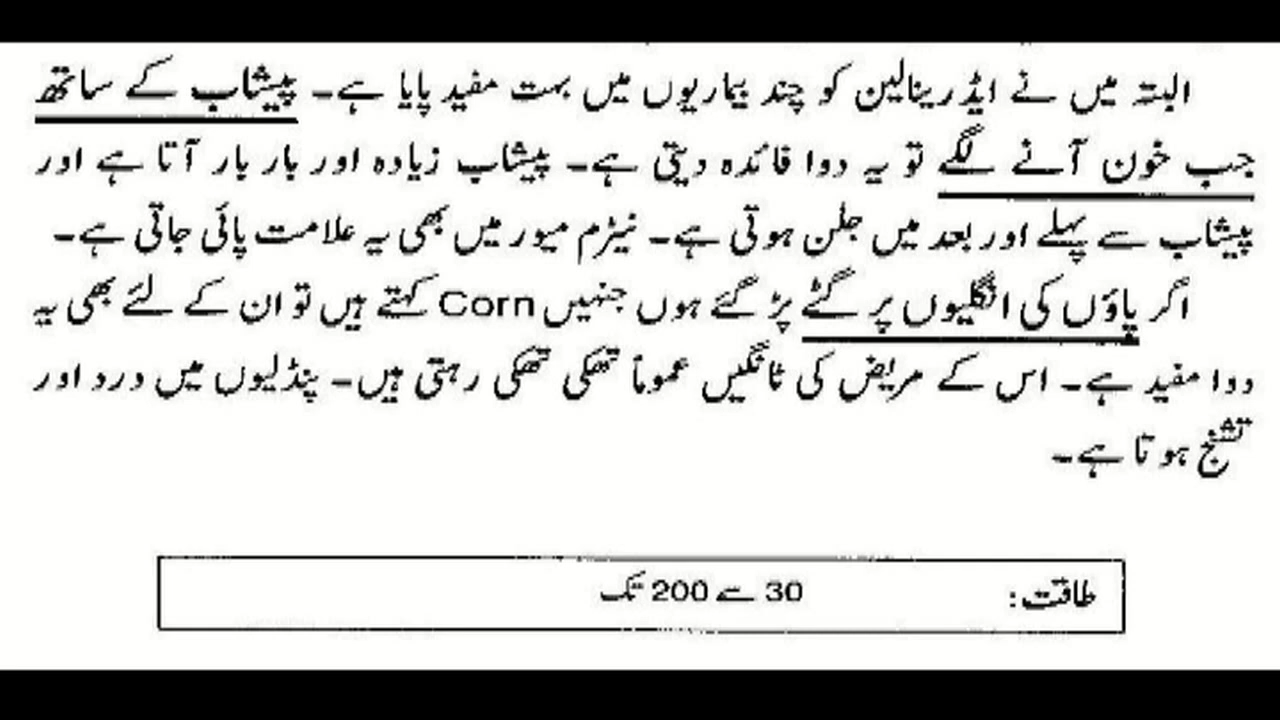 البتہ میں نے ایڈرینالین کو چند بیماریوں میں بہت مفید پایا ہے۔ پیشاب کے ساتھ
جب خون آنے لگے تو یہ دوا فائدہ دیتی ہے۔ پیشاب زیادہ اور بار بار آتا ہے اور
پیشاب سے پہلے اور بعد میں جلن ہوتی ہے۔ نیٹرم میور میں بھی یہ علامت پائی جاتی ہے۔
اگر پاؤں کی انگلیوں پر گٹے پڑ گئے ہوں جنہیں Corn کہتے ہیں تو ان کے لئے بھی یہ
دوا مفید ہے۔ اس کے مریض کی ٹانگیں عموماً تھکی تھکی رہتی ہیں۔ پنڈلیوں میں درد اور
تشنج ہوتا ہے۔
طاقت: 30 سے 200 تک